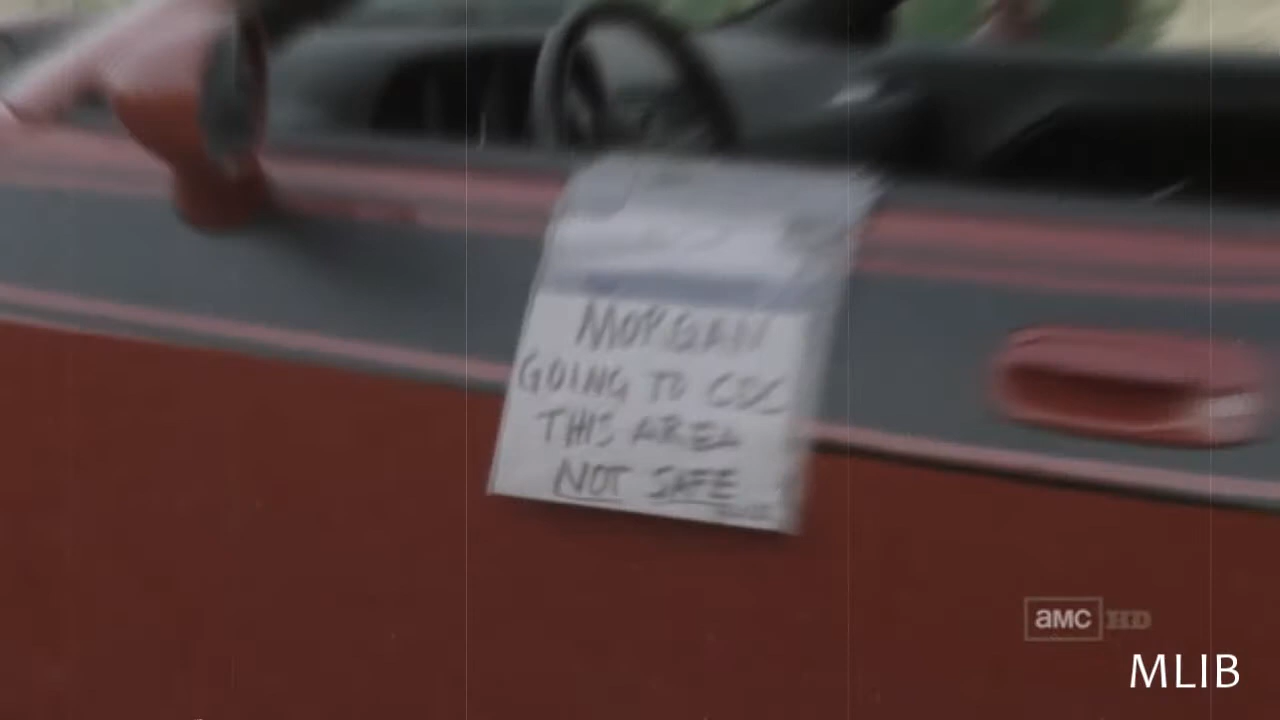 MORGAN
GOING TO CDC
THIS AREA
NOT SAFE
amc HD
MLIB